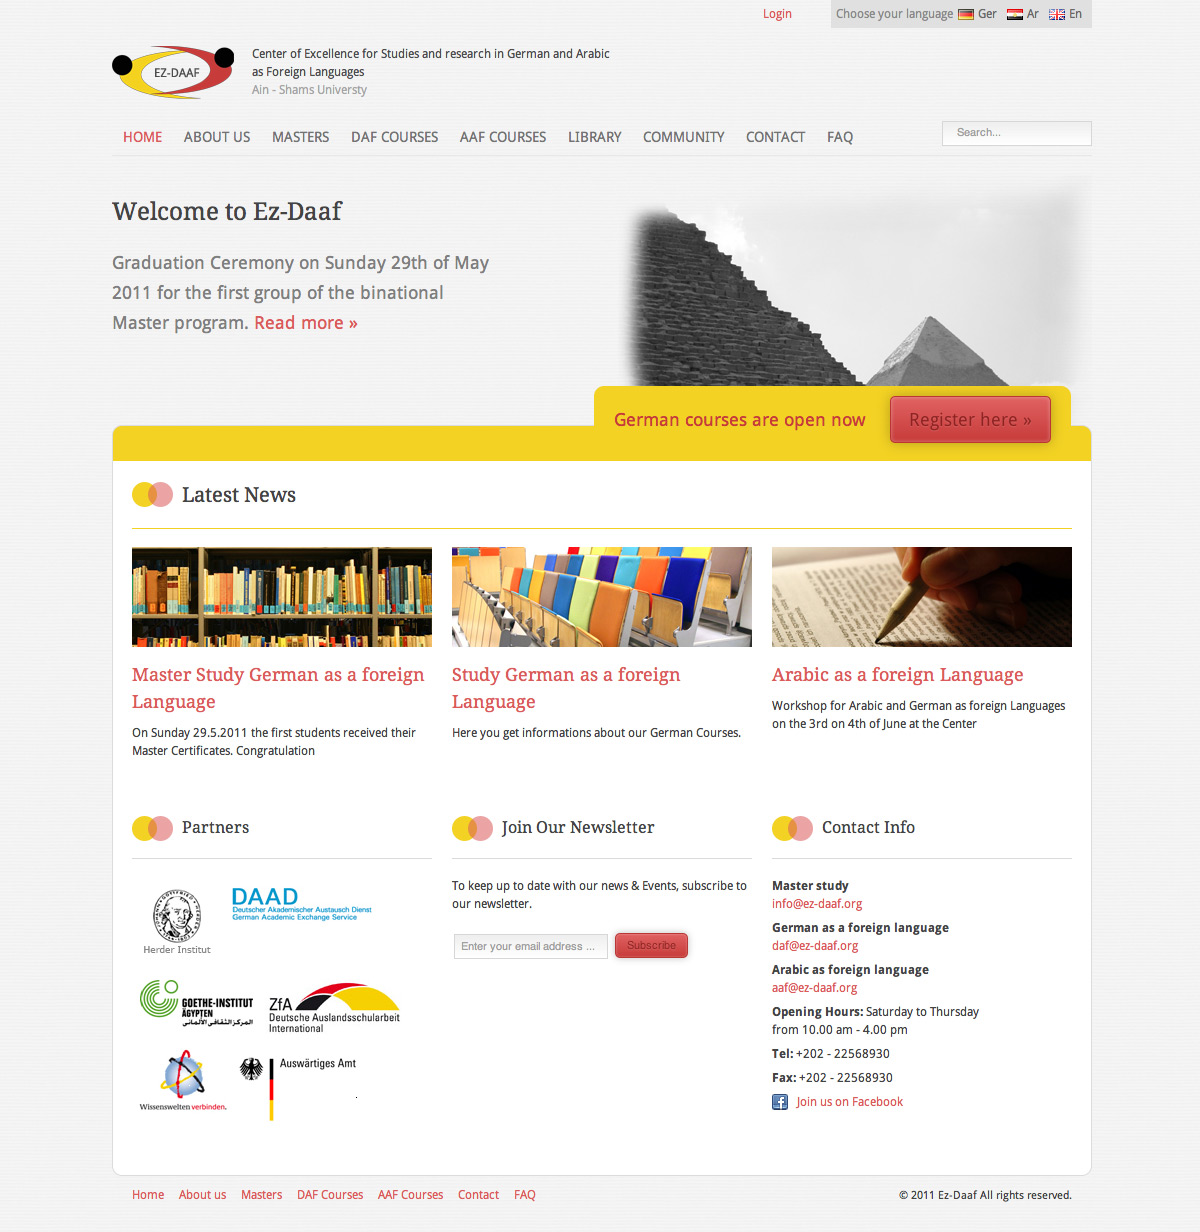 Login
Choose your language Ger Ar En
EZ-DAAF
Center of Excellence for Studies and research in German and Arabic
as Foreign Languages
Ain - Shams Universty
HOME ABOUT US MASTERS DAF COURSES AAF COURSES LIBRARY COMMUNITY CONTACT FAQ
Search...
Welcome to Ez-Daaf
Graduation Ceremony on Sunday 29th of May
2011 for the first group of the binational
Master program. Read more »
German courses are open now
Register here »
Latest News
Master Study German as a foreign
Language
On Sunday 29.5.2011 the first students received their
Master Certificates. Congratulation
Study German as a foreign
Language
Here you get informations about our German Courses.
Arabic as a foreign Language
Workshop for Arabic and German as foreign Languages
on the 3rd on 4th of June at the Center
Partners
Herder Institut
DAAD
Deutscher Akademischer Austausch Dienst
German Academic Exchange Service
GOETHE-INSTITUT
ÄGYPTEN
المركز الثقافي الألماني
ZfA
Deutsche Auslandsschularbeit
International
Wissenswelten verbinden.
Auswärtiges Amt
Join Our Newsletter
To keep up to date with our news & Events, subscribe to
our newsletter.
Enter your email address ...
Subscribe
Contact Info
Master study
info@ez-daaf.org
German as a foreign language
daf@ez-daaf.org
Arabic as foreign language
aaf@ez-daaf.org
Opening Hours: Saturday to Thursday
from 10.00 am - 4.00 pm
Tel: +202 - 22568930
Fax: +202 - 22568930
Join us on Facebook
Home About us Masters DAF Courses AAF Courses Contact FAQ
© 2011 Ez-Daaf All rights reserved.